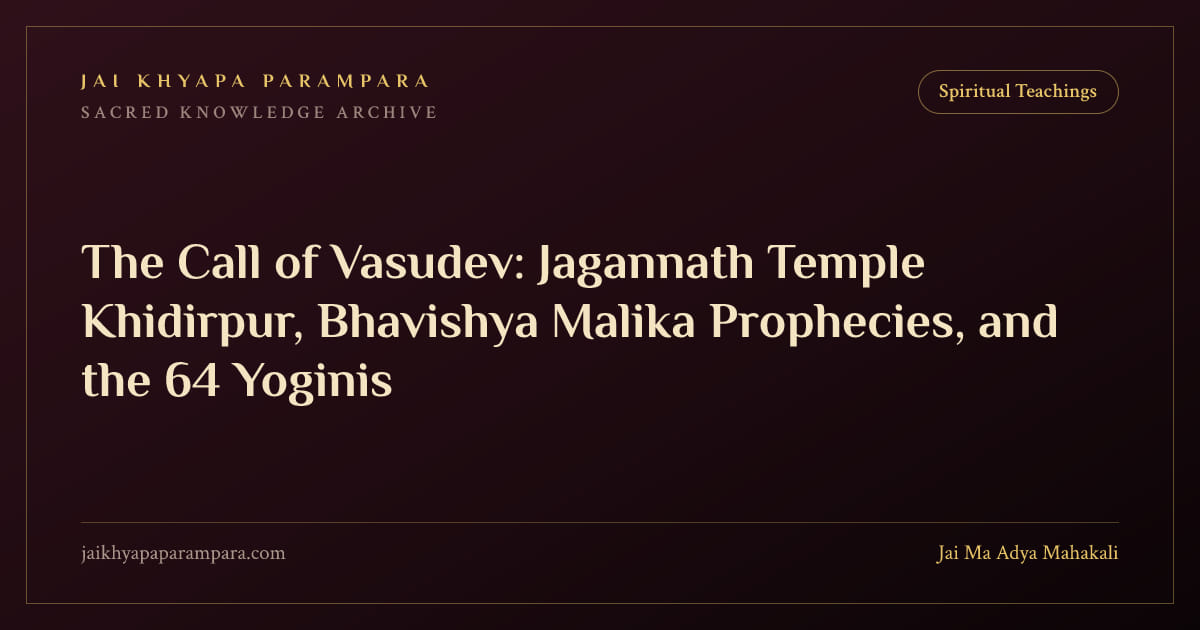 JAI KHYAPA PARAMPARA
SACRED KNOWLEDGE ARCHIVE
Spiritual Teachings
The Call of Vasudev: Jagannath Temple
Khidirpur, Bhavishya Malika Prophecies, and
the 64 Yoginis
jaikhyapaparampara.com
Jai Ma Adya Mahakali